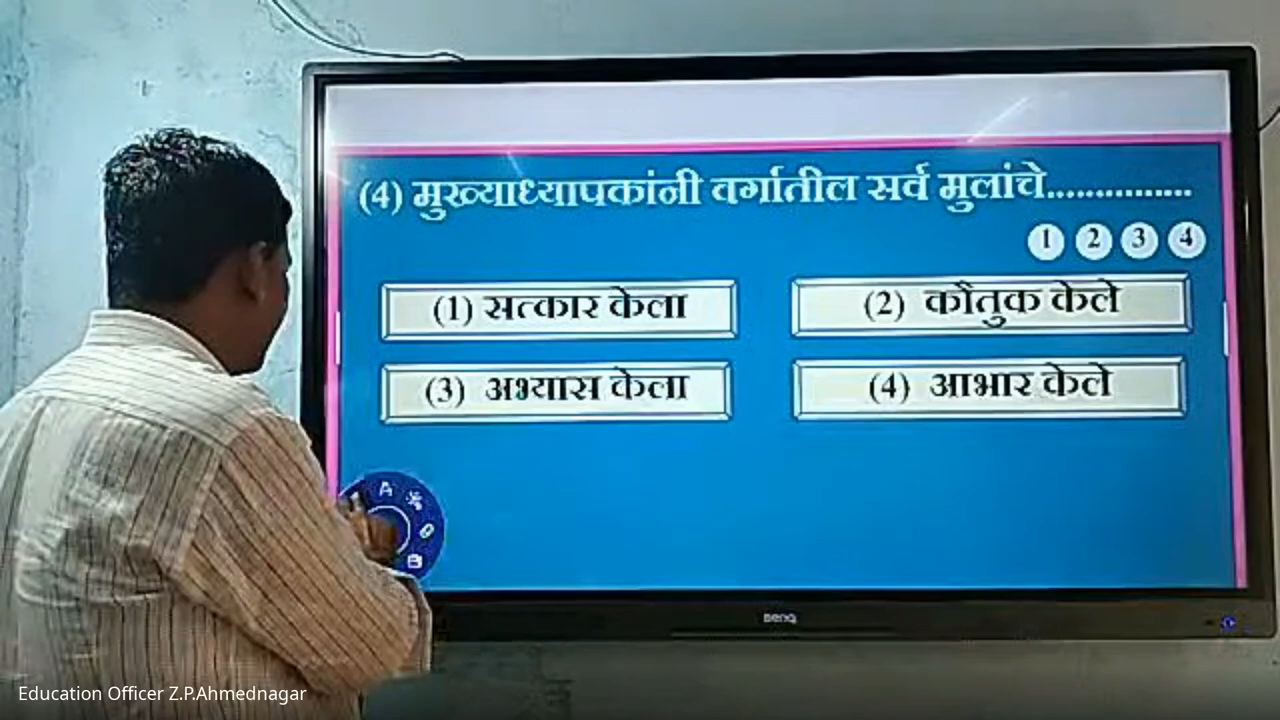 (4) मुख्याध्यापकांनी वर्गातील सर्व मुलांचे...............
1 2 3 4
(1) सत्कार केला (2) कौतुक केले
(3) अभ्यास केला (4) आभार केले
A
BenQ
Education Officer Z.P.Ahmednagar